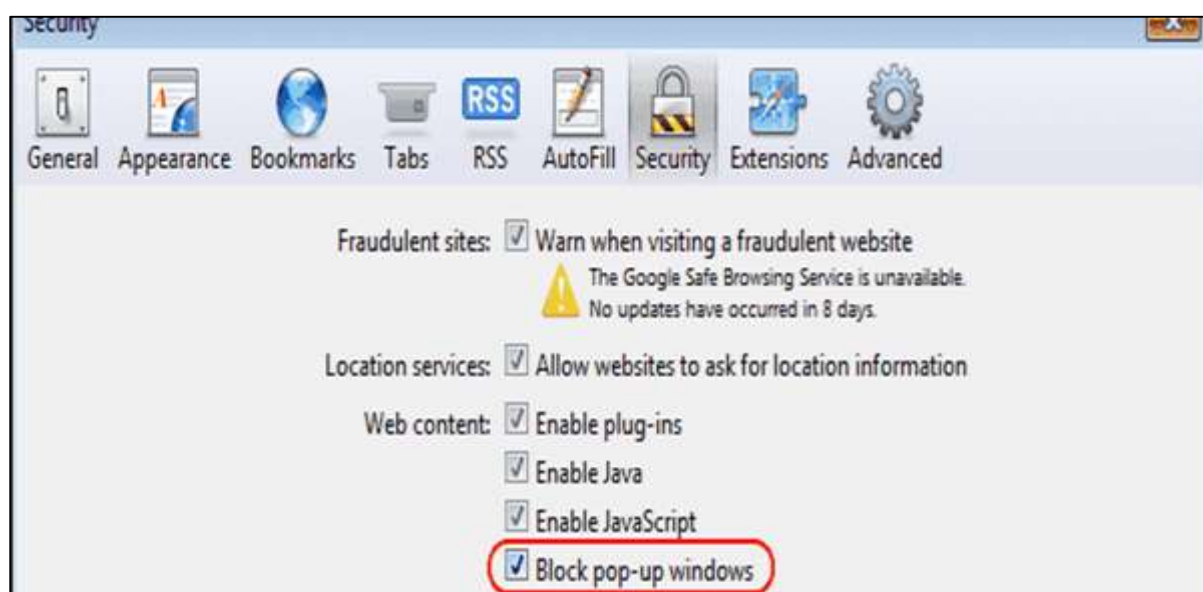 Security
RSS
General Appearance Bookmarks Tabs RSS AutoFill Security Extensions Advanced
Fraudulent sites: Warn when visiting a fraudulent website
The Google Safe Browsing Service is unavailable.
No updates have occurred in 8 days.
Location services: Allow websites to ask for location information
Web content: Enable plug-ins
Enable Java
Enable JavaScript
Block pop-up windows